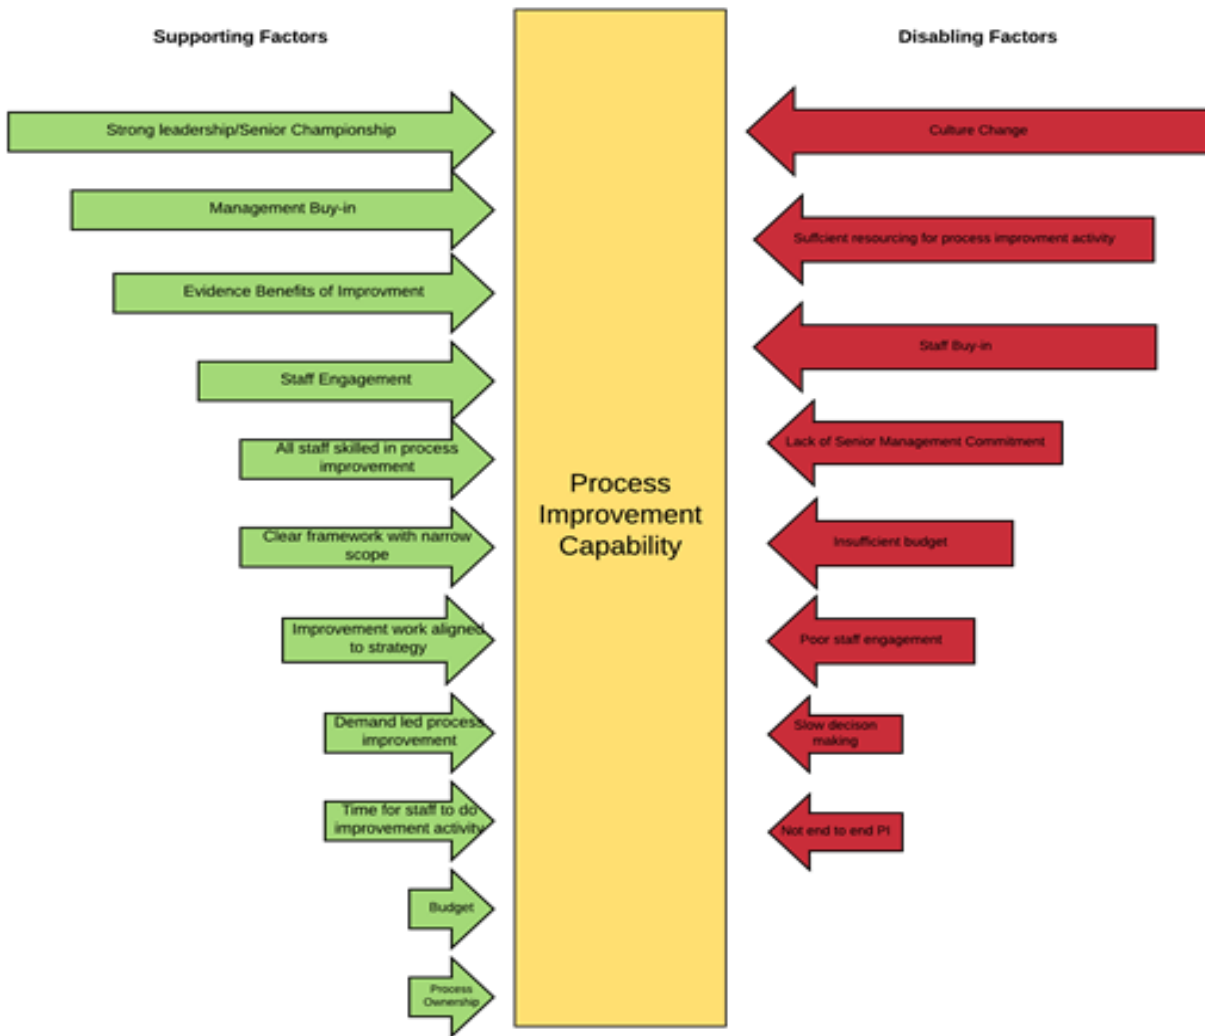 Supporting Factors
Disabling Factors
Strong leadership/Senior Championship
Management Buy-in
Evidence Benefits of Improvment
Staff Engagement
All staff skilled in process
improvement
Clear framework with narrow
scope
Improvement work aligned
to strategy
Demand led process
improvement
Time for staff to do
improvement activity
Budget
Process
Ownership
Process
Improvement
Capability
Culture Change
Suffcient resourcing for process improvment activity
Staff Buy-in
Lack of Senior Management Commitment
Insufficient budget
Poor staff engagement
Slow decison
making
Not end to end PI